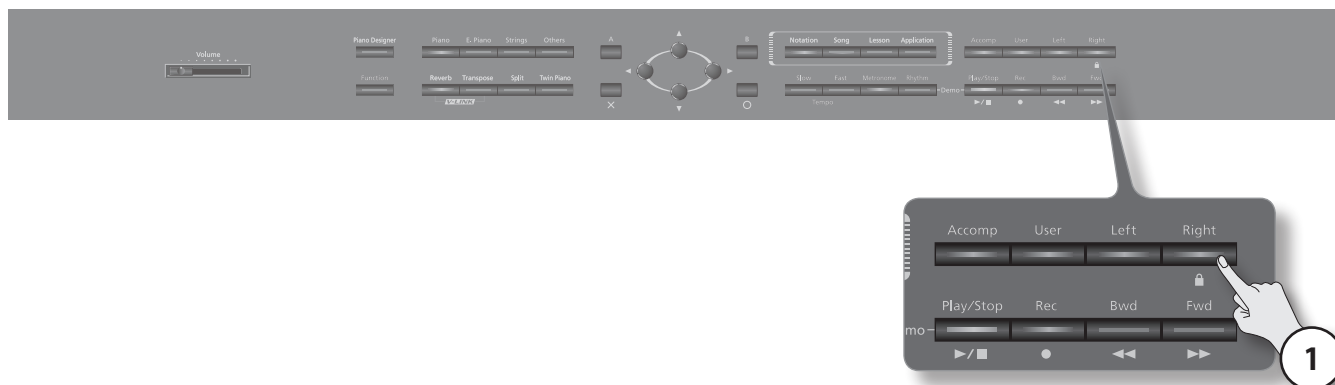 Volume
Piano Designer
Piano E. Piano Strings Others
A
B
Notation Song Lesson Application
Accomp User Left Right
Function
Reverb Transpose Split Twin Piano
V-LINK
X
O
Slow Fast Metronome Rhythm
Tempo
Demo
Play/Stop Rec Bwd Fwd
Accomp User Left Right
mo
Play/Stop Rec Bwd Fwd
1